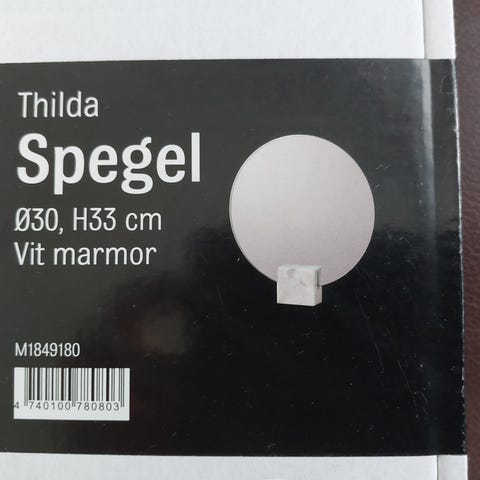 Thilda
Spegel
Ø30, H33 cm
Vit marmor
M1849180
4 740100 780803